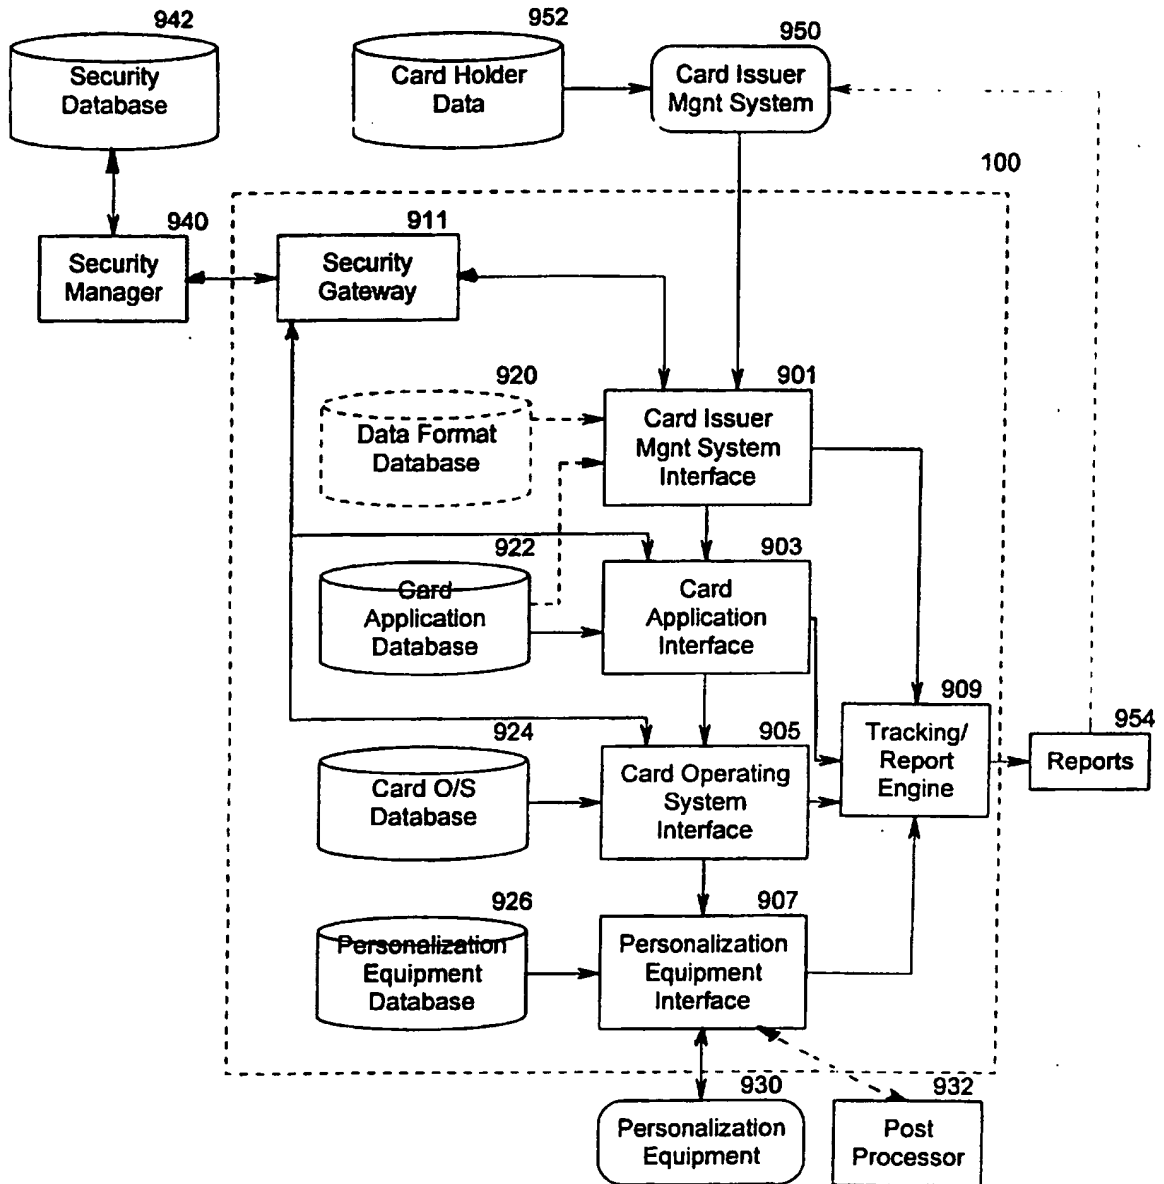 942
Security
Database
952
Card Holder
Data
950
Card Issuer
Mgnt System
100
940
Security
Manager
911
Security
Gateway
920
Data Format
Database
901
Card Issuer
Mgnt System
Interface
922
Card
Application
Database
903
Card
Application
Interface
924
Card O/S
Database
905
Card Operating
System
Interface
909
Tracking/
Report
Engine
954
Reports
926
Personalization
Equipment
Database
907
Personalization
Equipment
Interface
930
Personalization
Equipment
932
Post
Processor